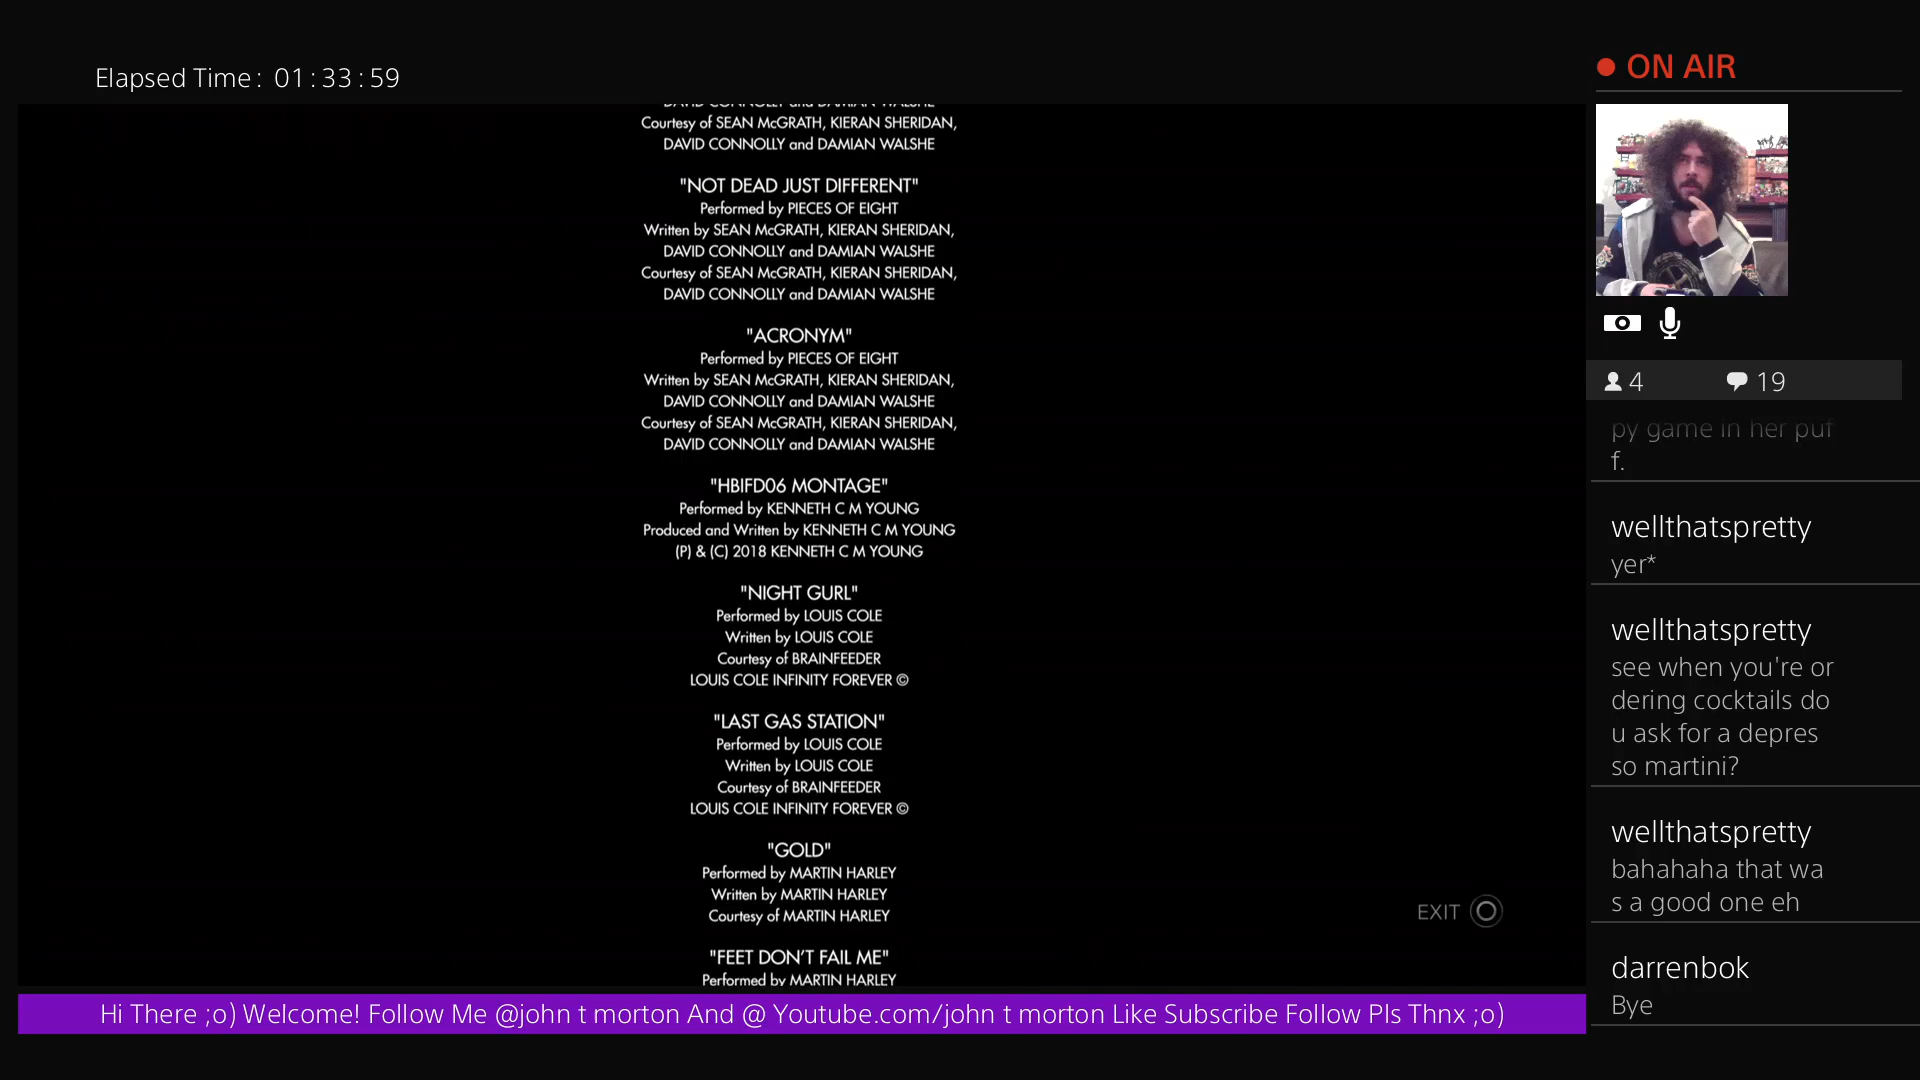 Elapsed Time: 01:33:59
ON AIR
DAVID CONNOLLY and DAMIAN WALSHE
Courtesy of SEAN McGRATH, KIERAN SHERIDAN,
DAVID CONNOLLY and DAMIAN WALSHE
"NOT DEAD JUST DIFFERENT"
Performed by PIECES OF EIGHT
Written by SEAN McGRATH, KIERAN SHERIDAN,
DAVID CONNOLLY and DAMIAN WALSHE
Courtesy of SEAN McGRATH, KIERAN SHERIDAN,
DAVID CONNOLLY and DAMIAN WALSHE
"ACRONYM"
Performed by PIECES OF EIGHT
Written by SEAN McGRATH, KIERAN SHERIDAN,
DAVID CONNOLLY and DAMIAN WALSHE
Courtesy of SEAN McGRATH, KIERAN SHERIDAN,
DAVID CONNOLLY and DAMIAN WALSHE
"HBIFD06 MONTAGE"
Performed by KENNETH C M YOUNG
Produced and Written by KENNETH C M YOUNG
(P) & (C) 2018 KENNETH C M YOUNG
"NIGHT GURL"
Performed by LOUIS COLE
Written by LOUIS COLE
Courtesy of BRAINFEEDER
LOUIS COLE INFINITY FOREVER ©
"LAST GAS STATION"
Performed by LOUIS COLE
Written by LOUIS COLE
Courtesy of BRAINFEEDER
LOUIS COLE INFINITY FOREVER ©
"GOLD"
Performed by MARTIN HARLEY
Written by MARTIN HARLEY
Courtesy of MARTIN HARLEY
"FEET DON'T FAIL ME"
Performed by MARTIN HARLEY
EXIT
4 19
py game in her puf
f.
wellthatspretty
yer*
wellthatspretty
see when you're or
dering cocktails do
u ask for a depres
so martini?
wellthatspretty
bahahaha that wa
s a good one eh
darrenbok
Bye
Hi There ;o) Welcome! Follow Me @john t morton And @ Youtube.com/john t morton Like Subscribe Follow Pls Thnx ;o)